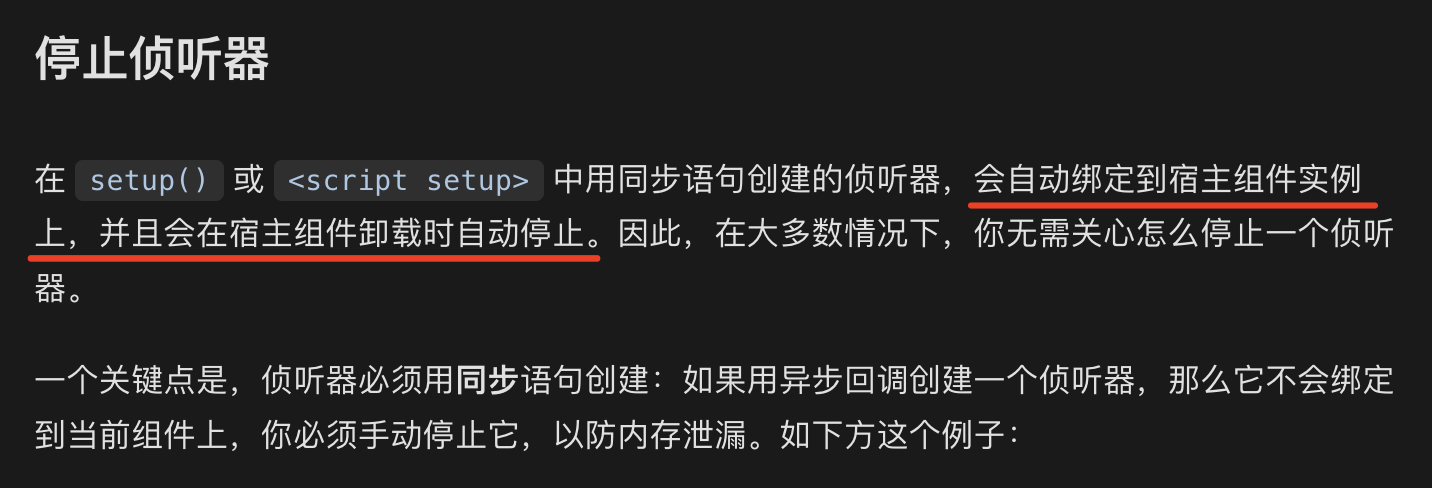 停止侦听器
在 setup() 或 <script setup> 中用同步语句创建的侦听器，会自动绑定到宿主组件实例
上，并且会在宿主组件卸载时自动停止。因此，在大多数情况下，你无需关心怎么停止一个侦听
器。
一个关键点是，侦听器必须用同步语句创建：如果用异步回调创建一个侦听器，那么它不会绑定
到当前组件上，你必须手动停止它，以防内存泄漏。如下方这个例子：